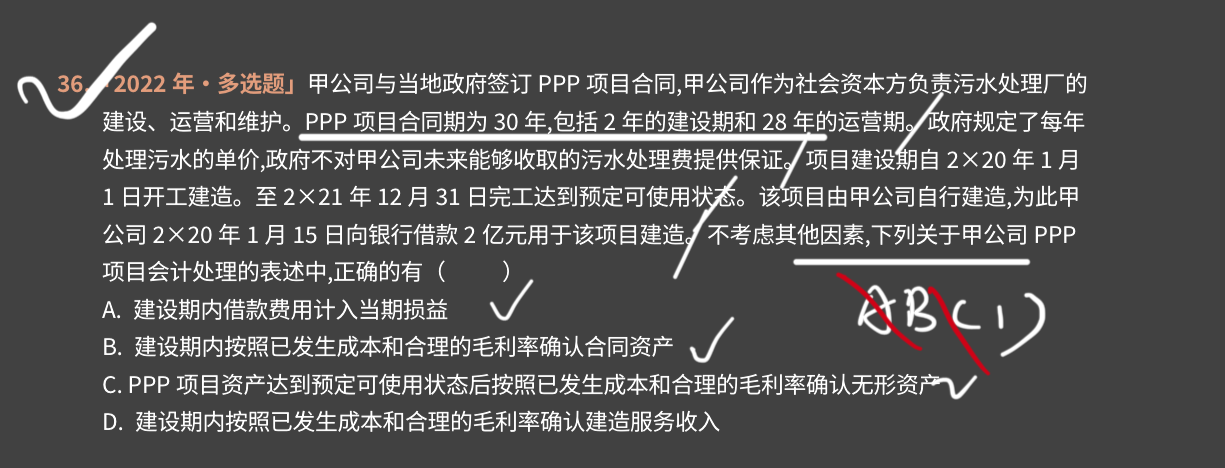 36.「2022 年·多选题」甲公司与当地政府签订 PPP 项目合同,甲公司作为社会资本方负责污水处理厂的
建设、运营和维护。PPP 项目合同期为 30 年,包括 2 年的建设期和 28 年的运营期。政府规定了每年
处理污水的单价,政府不对甲公司未来能够收取的污水处理费提供保证。项目建设期自 2×20 年 1 月
1 日开工建造。至 2×21 年 12 月 31 日完工达到预定可使用状态。该项目由甲公司自行建造,为此甲
公司 2×20 年 1 月 15 日向银行借款 2 亿元用于该项目建造。不考虑其他因素,下列关于甲公司 PPP
项目会计处理的表述中,正确的有（ ）
A. 建设期内借款费用计入当期损益
B. 建设期内按照已发生成本和合理的毛利率确认合同资产
C. PPP 项目资产达到预定可使用状态后按照已发生成本和合理的毛利率确认无形资产
D. 建设期内按照已发生成本和合理的毛利率确认建造服务收入
AB(1)